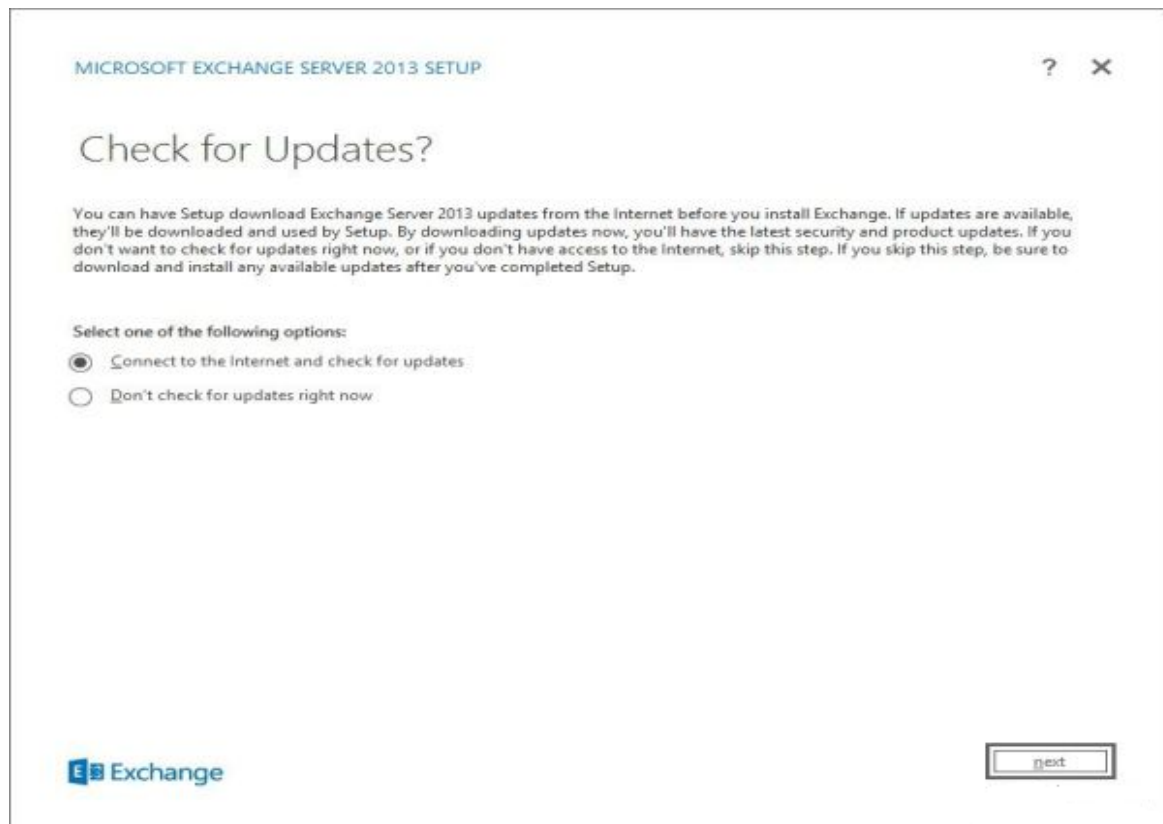 MICROSOFT EXCHANGE SERVER 2013 SETUP
? ✕
Check for Updates?
You can have Setup download Exchange Server 2013 updates from the Internet before you install Exchange. If updates are available,
they'll be downloaded and used by Setup. By downloading updates now, you'll have the latest security and product updates. If you
don't want to check for updates right now, or if you don't have access to the Internet, skip this step. If you skip this step, be sure to
download and install any available updates after you've completed Setup.
Select one of the following options:
Connect to the Internet and check for updates
Don't check for updates right now
E Exchange
next